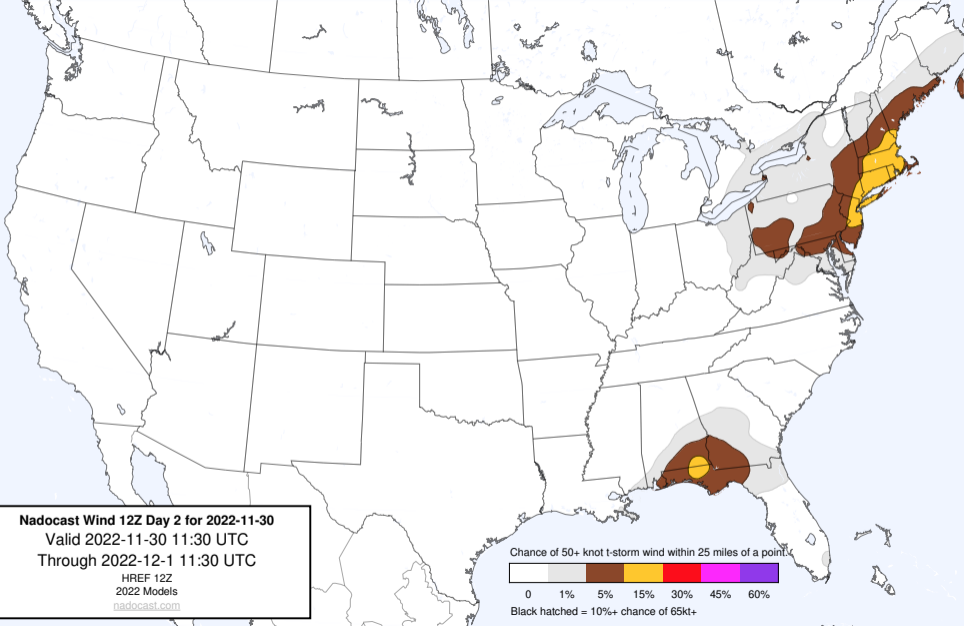 Nadocast Wind 12Z Day 2 for 2022-11-30
Valid 2022-11-30 11:30 UTC
Through 2022-12-1 11:30 UTC
HREF 12Z
2022 Models
nadocast.com
Chance of 50+ knot t-storm wind within 25 miles of a point.
0 1% 5% 15% 30% 45% 60%
Black hatched = 10%+ chance of 65kt+